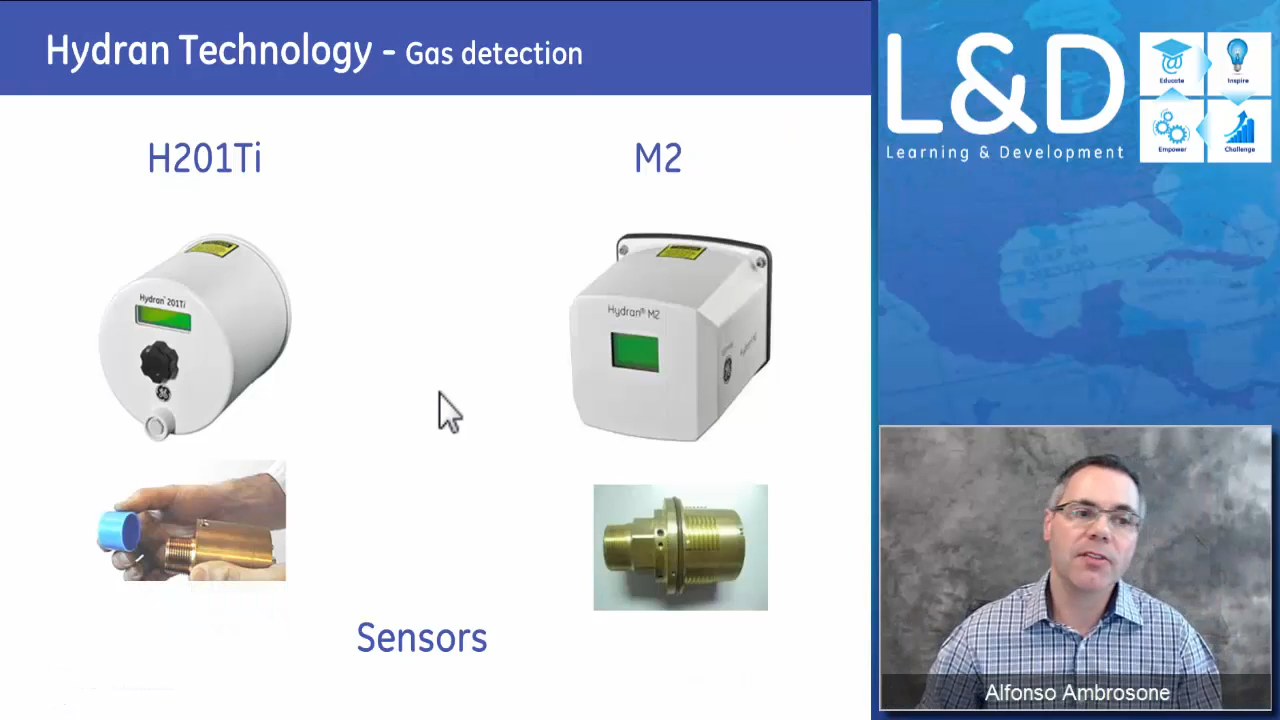 Hydran Technology - Gas detection
H201Ti
M2
Hydran 201Ti
Hydran® M2
Sensors
L&D
Learning & Development
Educate
Inspire
Empower
Challenge
Alfonso Ambrosone